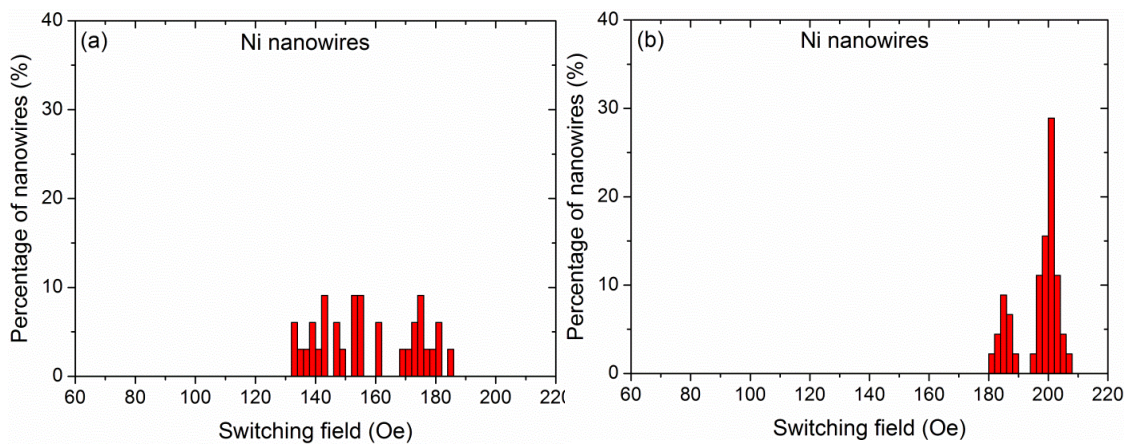 (a)
Ni nanowires
Percentage of nanowires (%)
40
30
20
10
0
60 80 100 120 140 160 180 200 220
Switching field (Oe)
(b)
Ni nanowires
Percentage of nanowires (%)
40
30
20
10
0
60 80 100 120 140 160 180 200 220
Switching field (Oe)